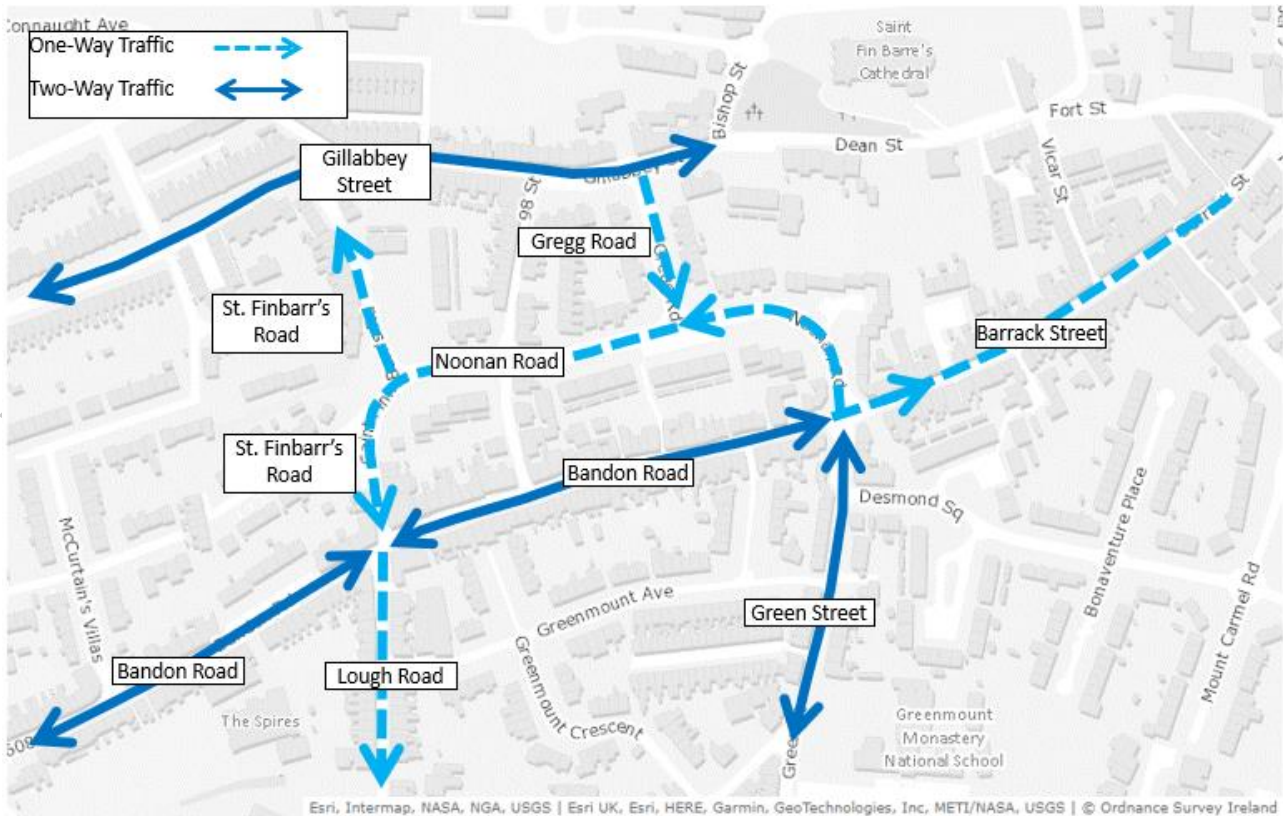 Connaught Ave
One-Way Traffic
Two-Way Traffic
Saint
Fin Barre's
Cathedral
Bishop St
Fort St
Dean St
Vicar St
Gillabbey
Street
98 St
Gregg Road
St. Finbarr's
Road
Noonan Road
Barrack Street
St. Finbarr's
Road
Bandon Road
Desmond Sq
McCurtain's Villas
Bonaventure Place
Mount Carmel Rd
Greenmount Ave
Green Street
Bandon Road
Lough Road
Greenmount Crescent
The Spires
Greenmount
Monastery
National School
Esri, Intermap, NASA, NGA, USGS | Esri UK, Esri, HERE, Garmin, GeoTechnologies, Inc, METI/NASA, USGS | © Ordnance Survey Ireland